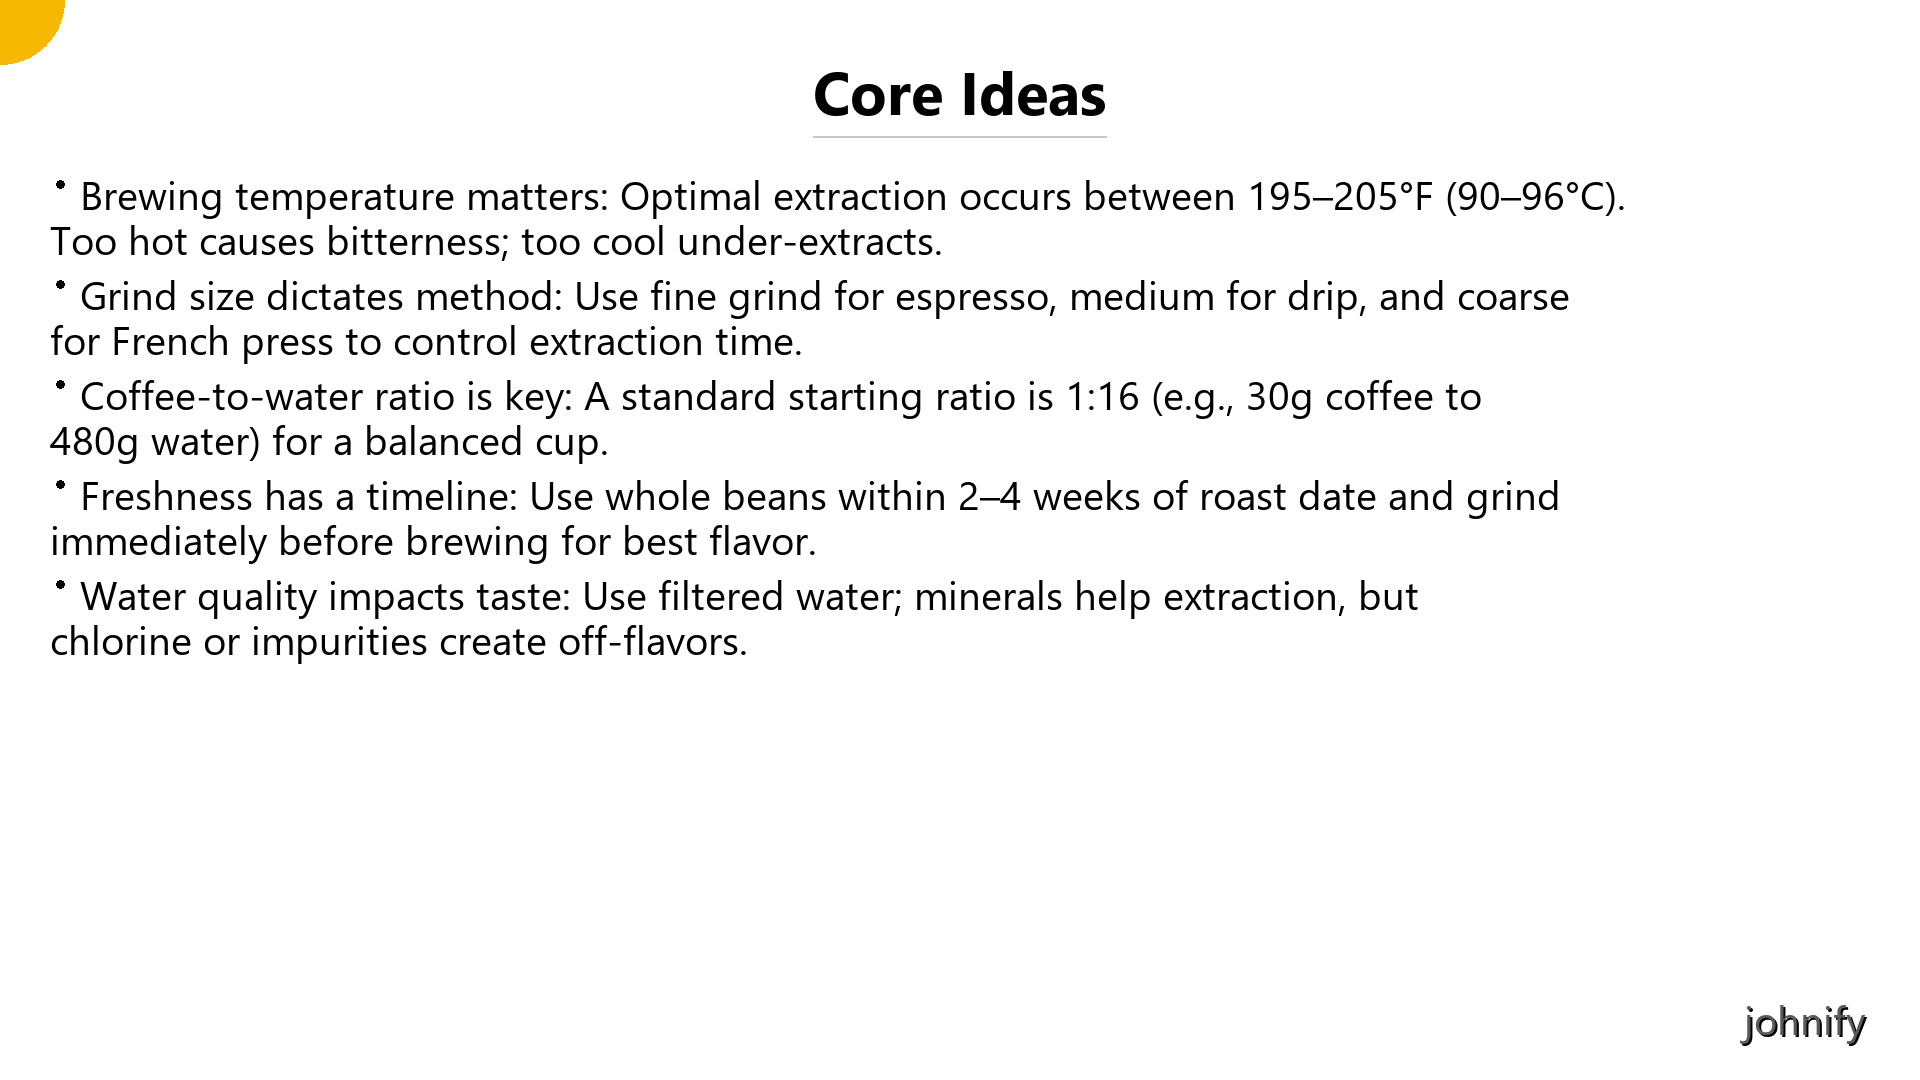 Core Ideas
• Brewing temperature matters: Optimal extraction occurs between 195–205°F (90–96°C).
Too hot causes bitterness; too cool under-extracts.
• Grind size dictates method: Use fine grind for espresso, medium for drip, and coarse
for French press to control extraction time.
• Coffee-to-water ratio is key: A standard starting ratio is 1:16 (e.g., 30g coffee to
480g water) for a balanced cup.
• Freshness has a timeline: Use whole beans within 2–4 weeks of roast date and grind
immediately before brewing for best flavor.
• Water quality impacts taste: Use filtered water; minerals help extraction, but
chlorine or impurities create off-flavors.
johnify